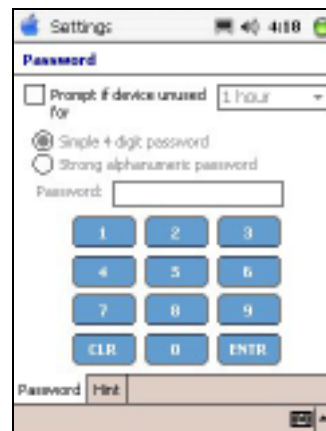 Settings 4:18
Password
Prompt if device unused for 1 hour
Simple 4 digit password
Strong alphanumeric password
Password:
1 2 3
4 5 6
7 8 9
CLR 0 ENTR
Password Hint